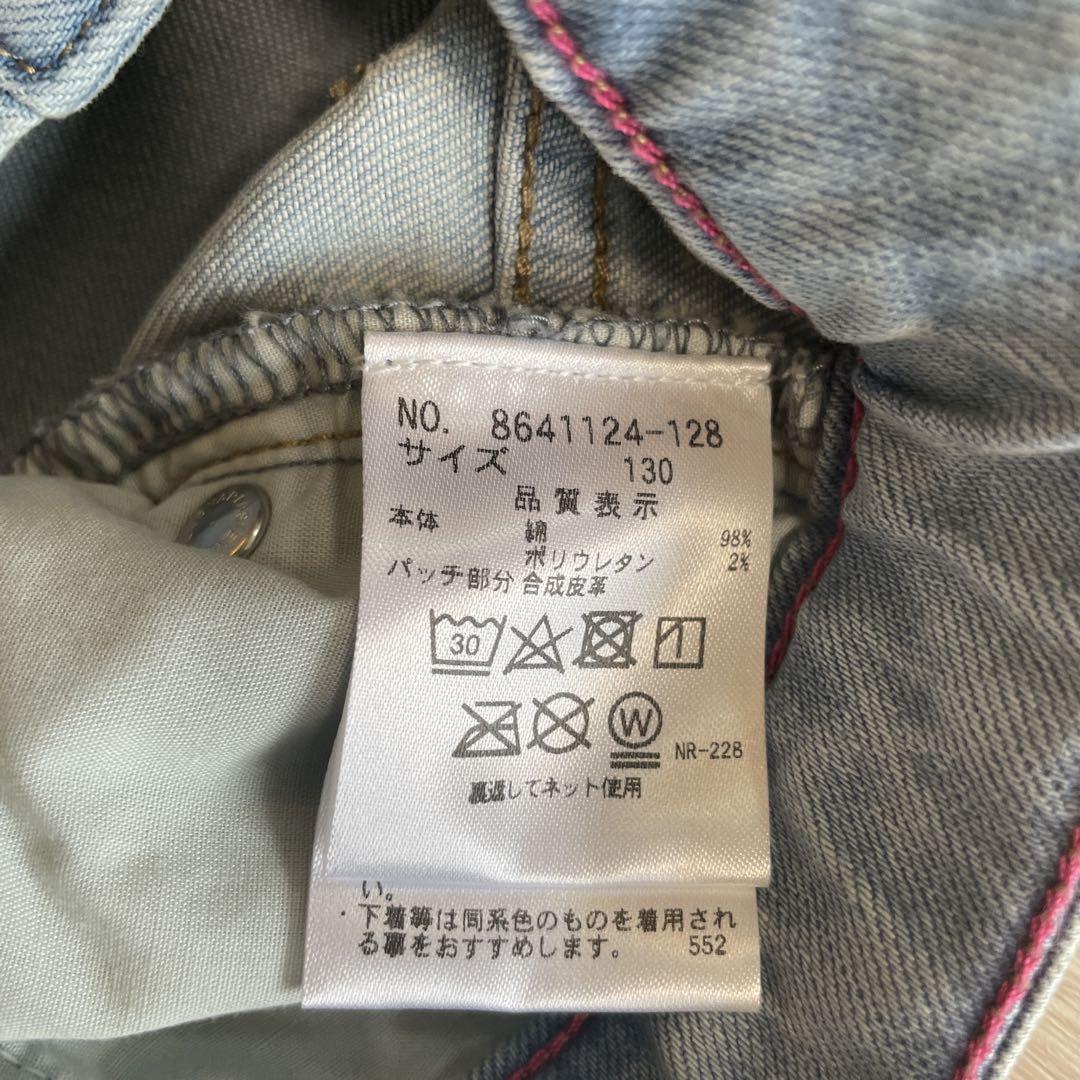 NO. 8641124-128
サイズ 130
品質表示
本体 綿 98%
ポリウレタン 2%
パッチ部分 合成皮革
30
W NR-228
裏返してネット使用
い。
・下着等は同系色のものを着用され
る事をおすすめします。 552